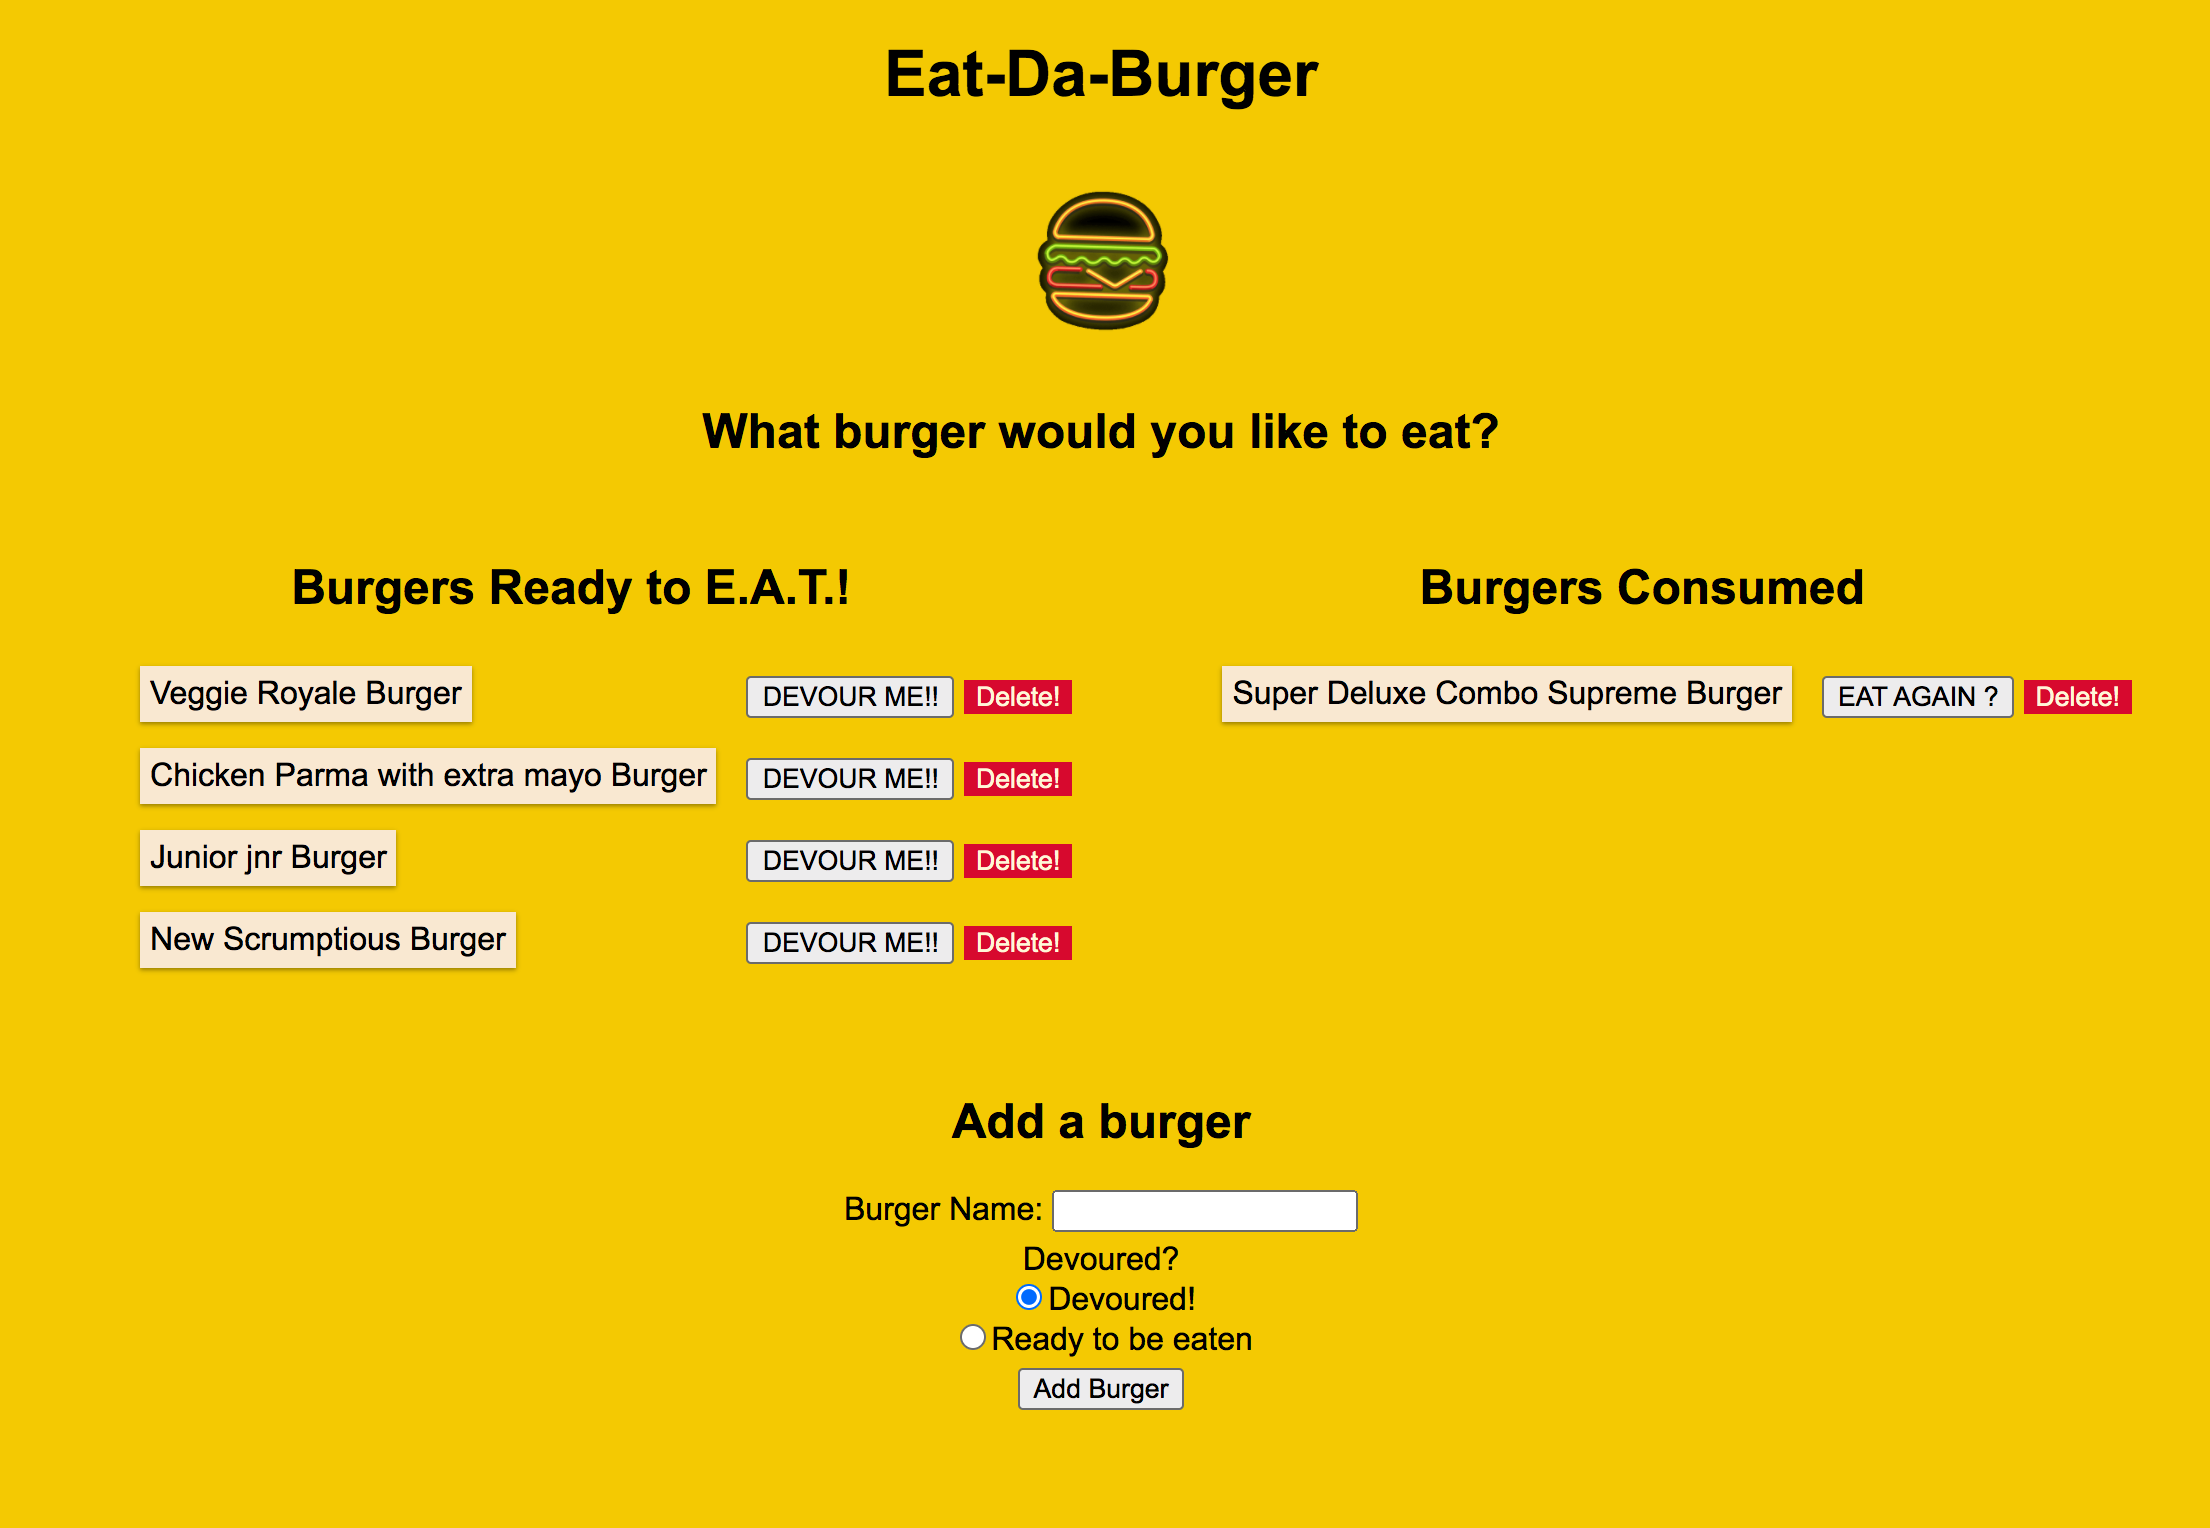 Eat-Da-Burger
What burger would you like to eat?
Burgers Ready to E.A.T.!
Veggie Royale Burger DEVOUR ME!! Delete!
Chicken Parma with extra mayo Burger DEVOUR ME!! Delete!
Junior jnr Burger DEVOUR ME!! Delete!
New Scrumptious Burger DEVOUR ME!! Delete!
Burgers Consumed
Super Deluxe Combo Supreme Burger EAT AGAIN ? Delete!
Add a burger
Burger Name:
Devoured?
Devoured!
Ready to be eaten
Add Burger